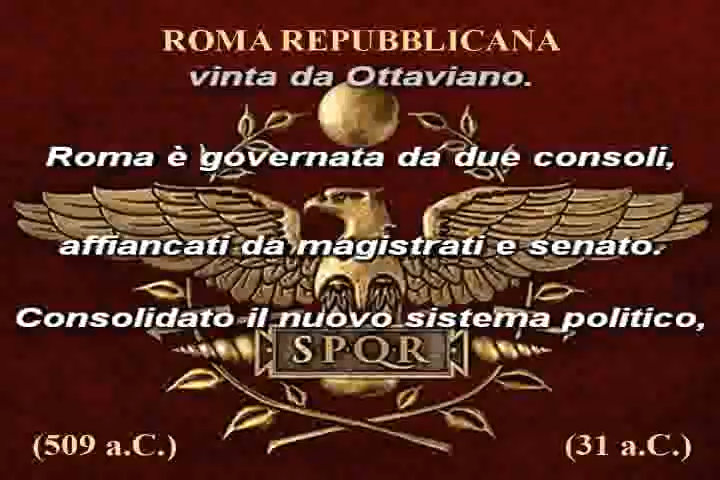 ROMA REPUBBLICANA
vinta da Ottaviano.
Roma è governata da due consoli,
affiancati da magistrati e senato.
Consolidato il nuovo sistema politico,
S·P·Q·R
(509 a.C.)
(31 a.C.)